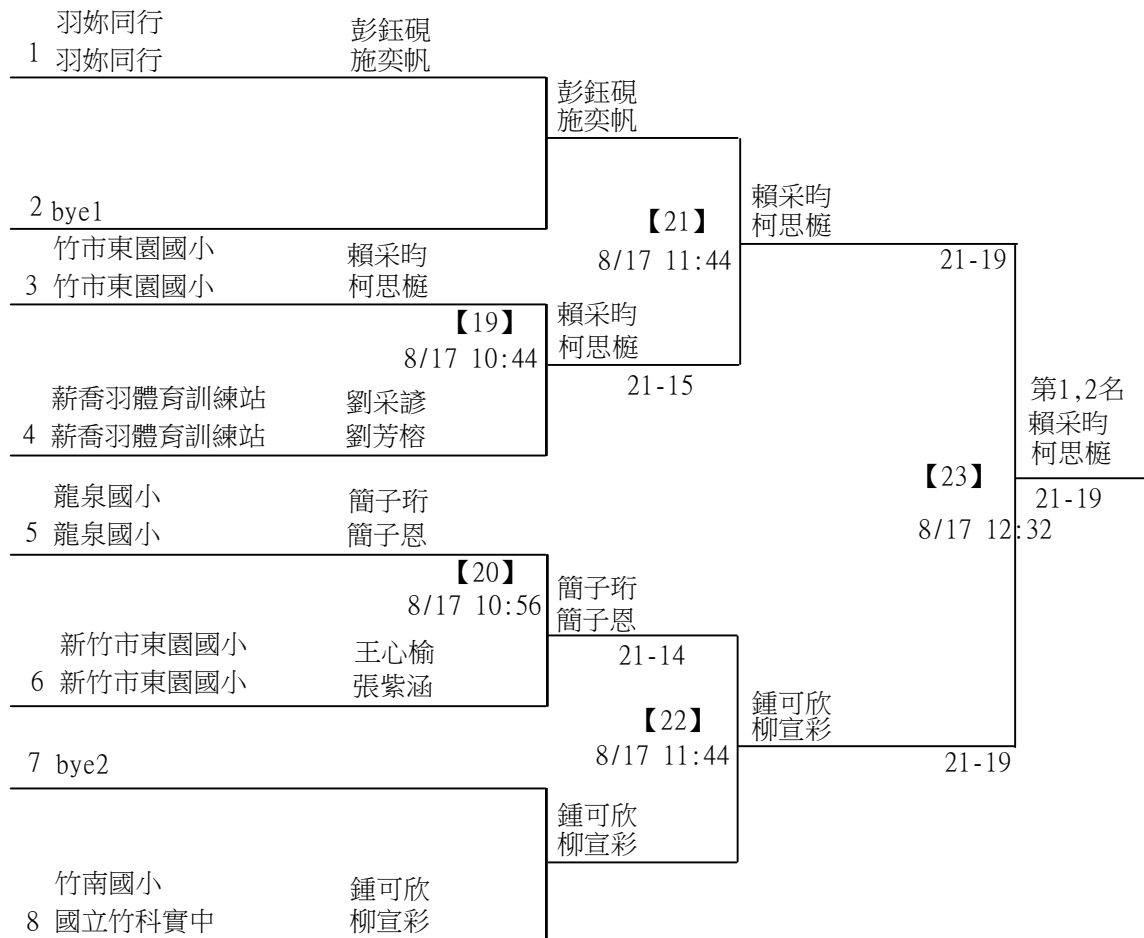 羽妳同行 彭鈺硯
1 羽妳同行 施奕帆
彭鈺硯
施奕帆
2 bye1
【21】
8/17 11:44
賴采昀
柯思榳
21-19
竹市東園國小 賴采昀
3 竹市東園國小 柯思榳
【19】
8/17 10:44
賴采昀
柯思榳
21-15
薪喬羽體育訓練站 劉采諺
4 薪喬羽體育訓練站 劉芳榕
第1,2名
賴采昀
柯思榳
【23】
21-19
8/17 12:32
龍泉國小 簡子珩
5 龍泉國小 簡子恩
【20】
8/17 10:56
簡子珩
簡子恩
21-14
新竹市東園國小 王心榆
6 新竹市東園國小 張紫涵
【22】
8/17 11:44
鍾可欣
柳宣彩
21-19
7 bye2
鍾可欣
柳宣彩
竹南國小 鍾可欣
8 國立竹科實中 柳宣彩